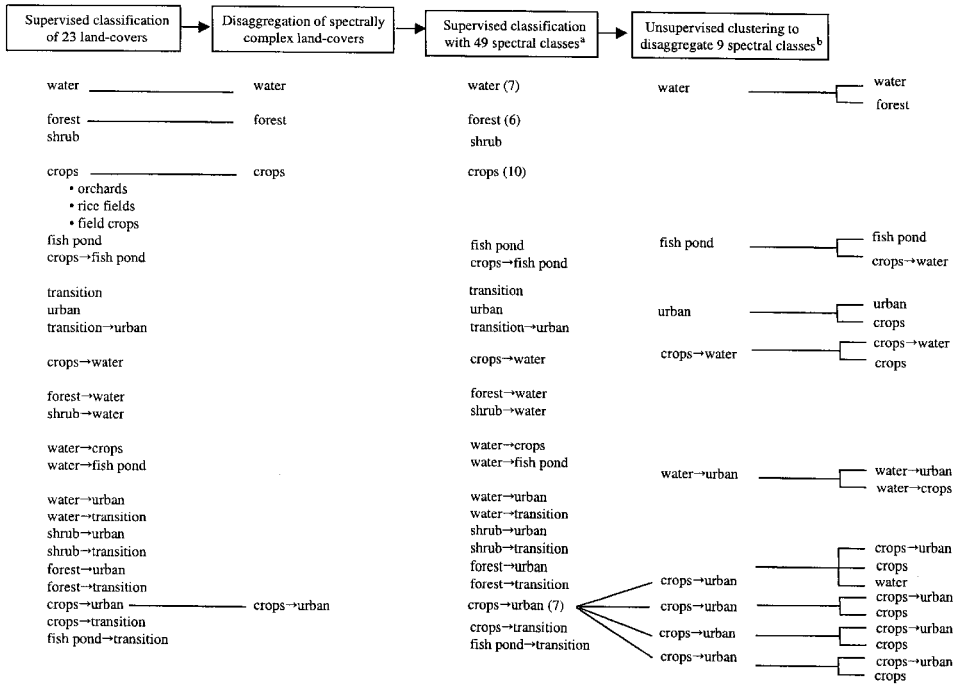 Supervised classification of 23 land-covers
Disaggregation of spectrally complex land-covers
Supervised classification with 49 spectral classesᵃ
Unsupervised clustering to disaggregate 9 spectral classesᵇ
water
water
water (7)
water
water
forest
forest
forest
forest (6)
shrub
shrub
crops
crops
crops (10)
• orchards
• rice fields
• field crops
fish pond
fish pond
fish pond
fish pond
crops→fish pond
crops→fish pond
crops→water
transition
transition
urban
urban
urban
urban
crops
transition→urban
transition→urban
crops→water
crops→water
crops→water
crops→water
crops
forest→water
forest→water
shrub→water
shrub→water
water→crops
water→crops
water→fish pond
water→fish pond
water→urban
water→urban
water→crops
water→urban
water→urban
water→transition
water→transition
shrub→urban
shrub→urban
shrub→transition
shrub→transition
forest→urban
forest→urban
forest→transition
forest→transition
crops→urban
crops→urban
crops
water
crops→urban
crops→urban
crops→urban (7)
crops→urban
crops→urban
crops
crops→transition
crops→transition
crops→urban
crops→urban
crops
fish pond→transition
fish pond→transition
crops→urban
crops→urban
crops